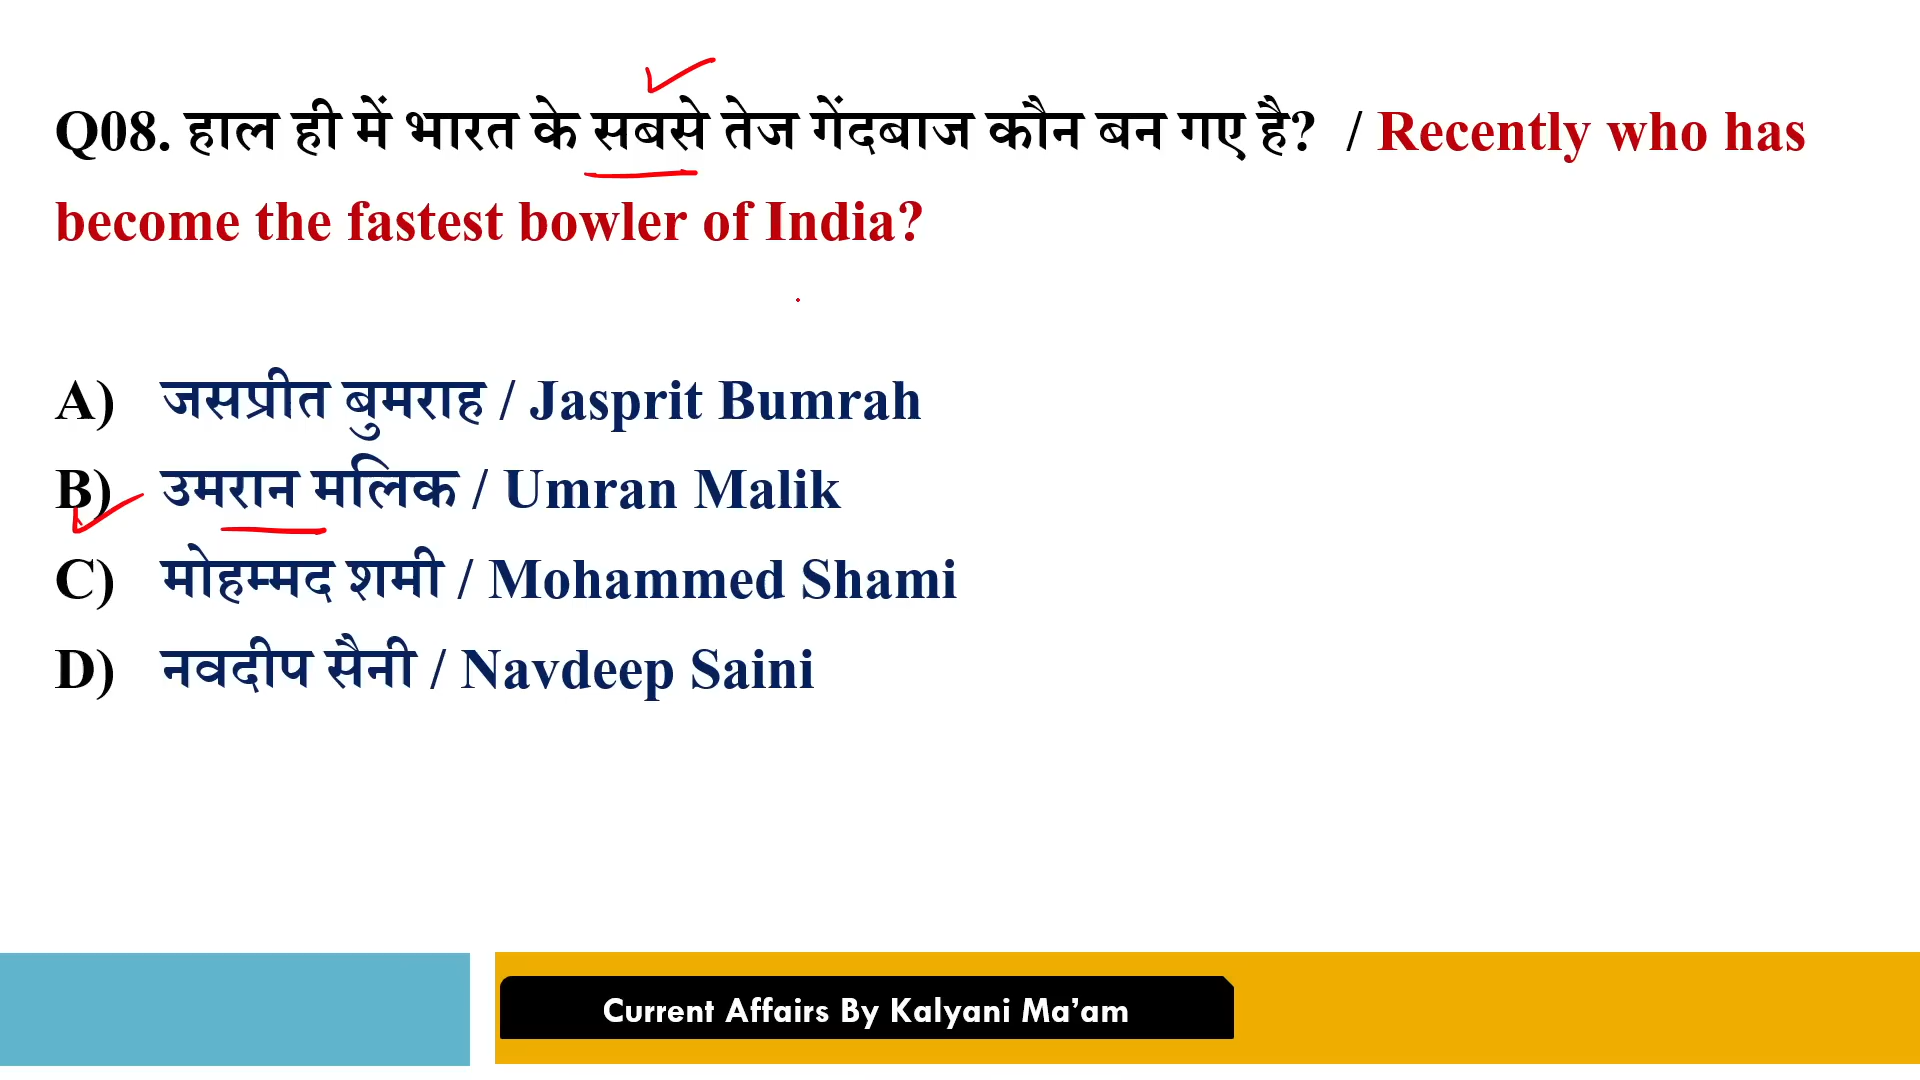 Q08. हाल ही में भारत के सबसे तेज गेंदबाज कौन बन गए है? / Recently who has
become the fastest bowler of India?
A) जसप्रीत बुमराह / Jasprit Bumrah
B) उमरान मलिक / Umran Malik
C) मोहम्मद शमी / Mohammed Shami
D) नवदीप सैनी / Navdeep Saini
Current Affairs By Kalyani Ma’am